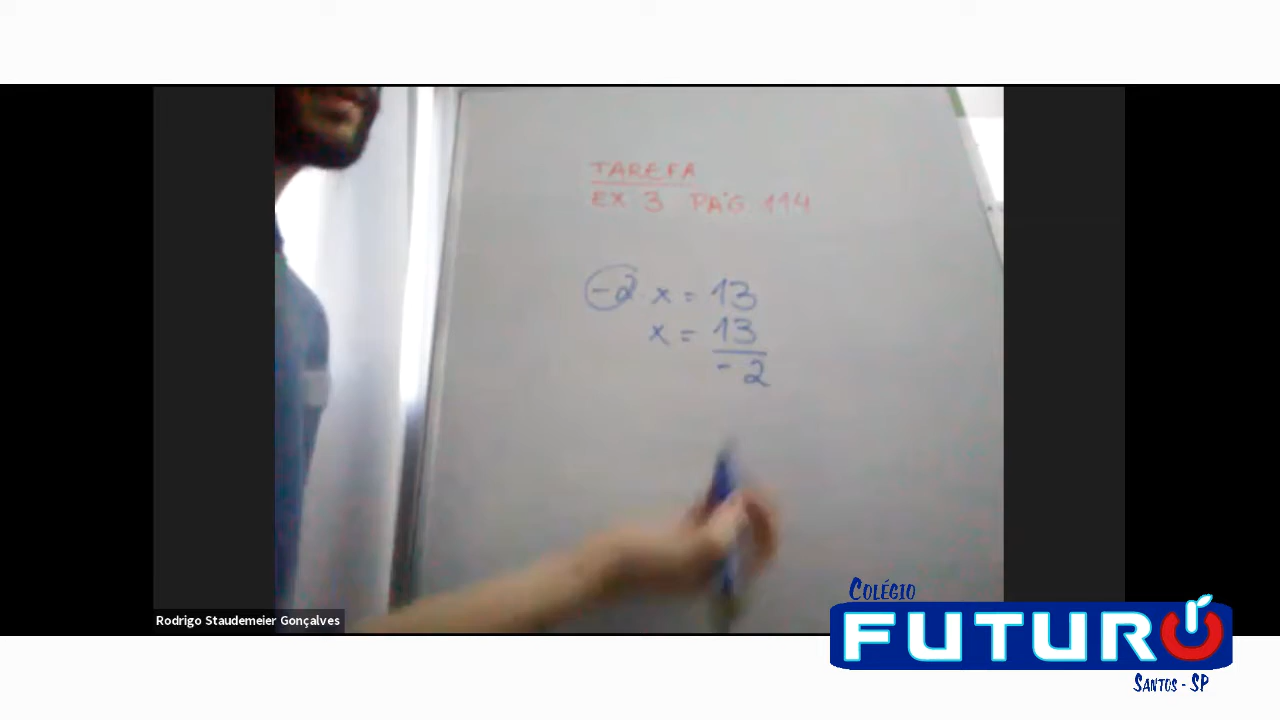 TAREFA
EX 3 PÁG. 114
-2 x = 13
x = 13
-2
Rodrigo Staudemeier Gonçalves
COLÉGIO
FUTURO
SANTOS - SP